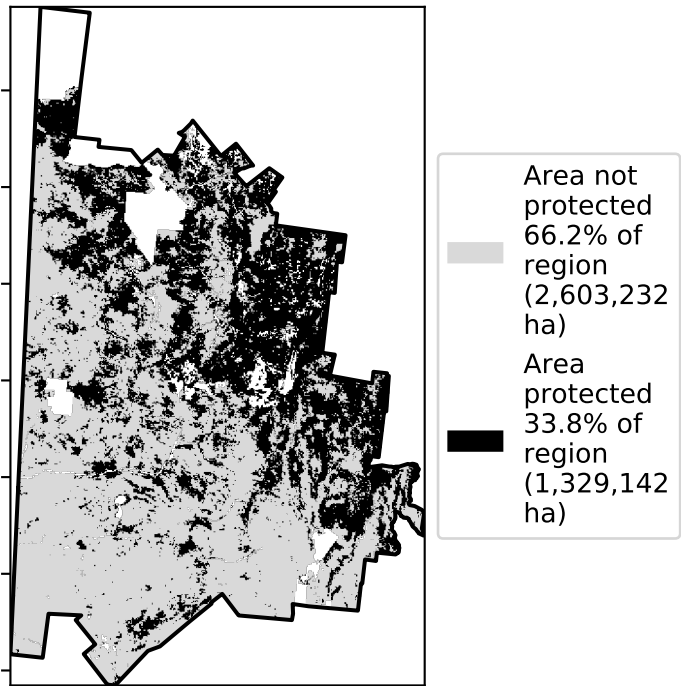 Area not
protected
66.2% of
region
(2,603,232
ha)
Area
protected
33.8% of
region
(1,329,142
ha)